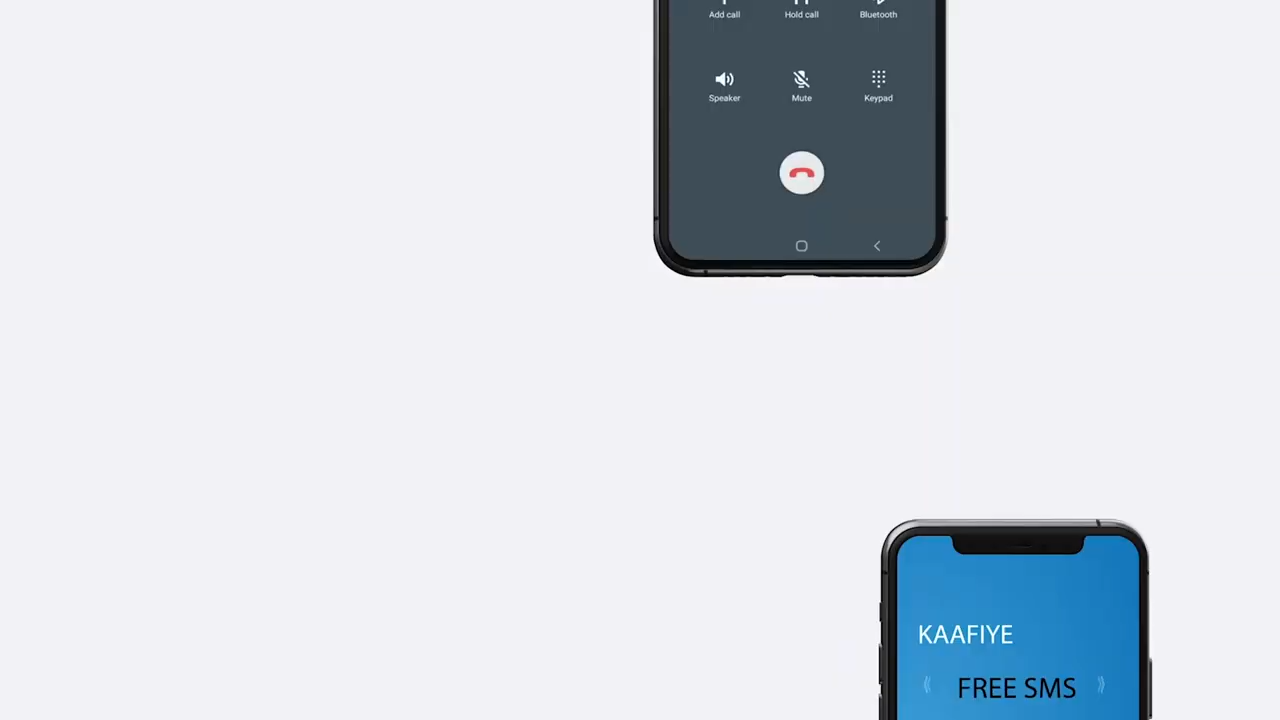 Add call Hold call Bluetooth
Speaker Mute Keypad
KAAFIYE
FREE SMS